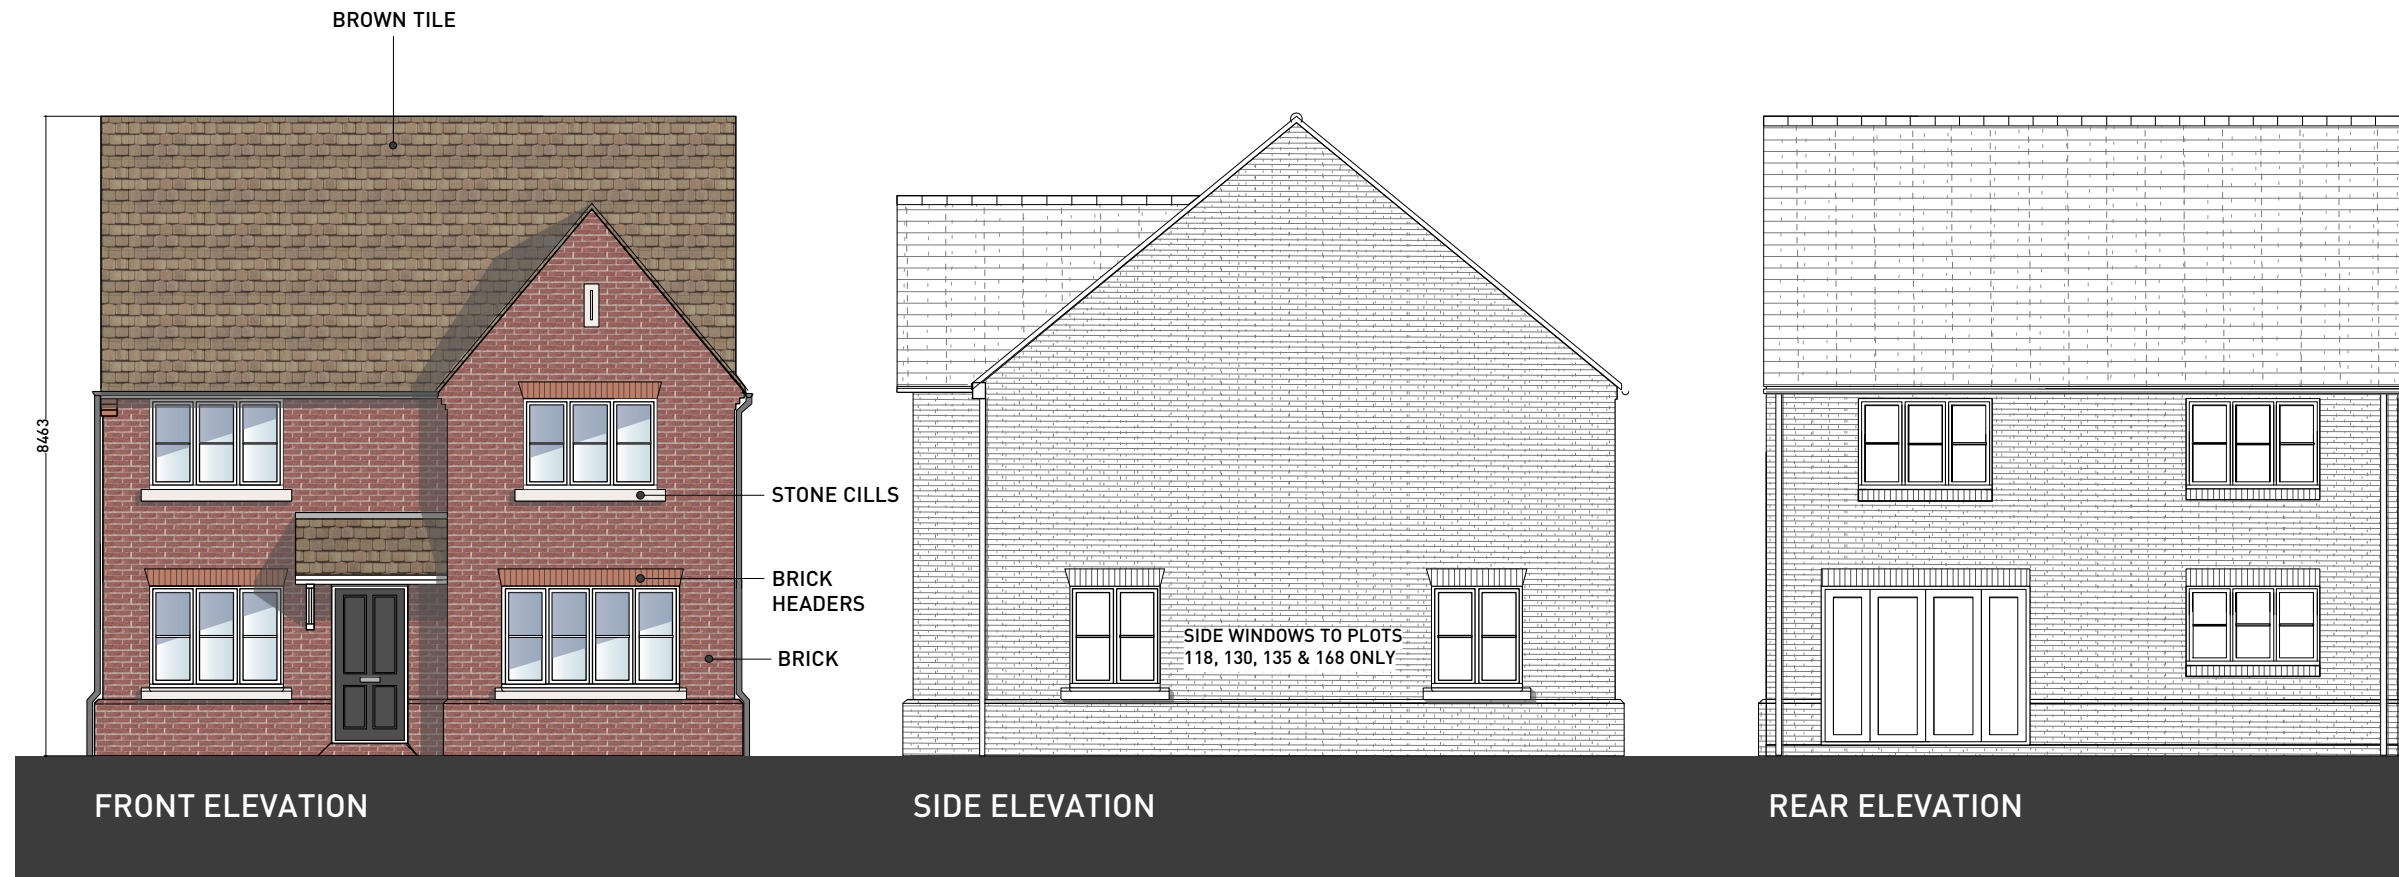 BROWN TILE
8463
STONE CILLS
BRICK
HEADERS
BRICK
SIDE WINDOWS TO PLOTS
118, 130, 135 & 168 ONLY
FRONT ELEVATION
SIDE ELEVATION
REAR ELEVATION